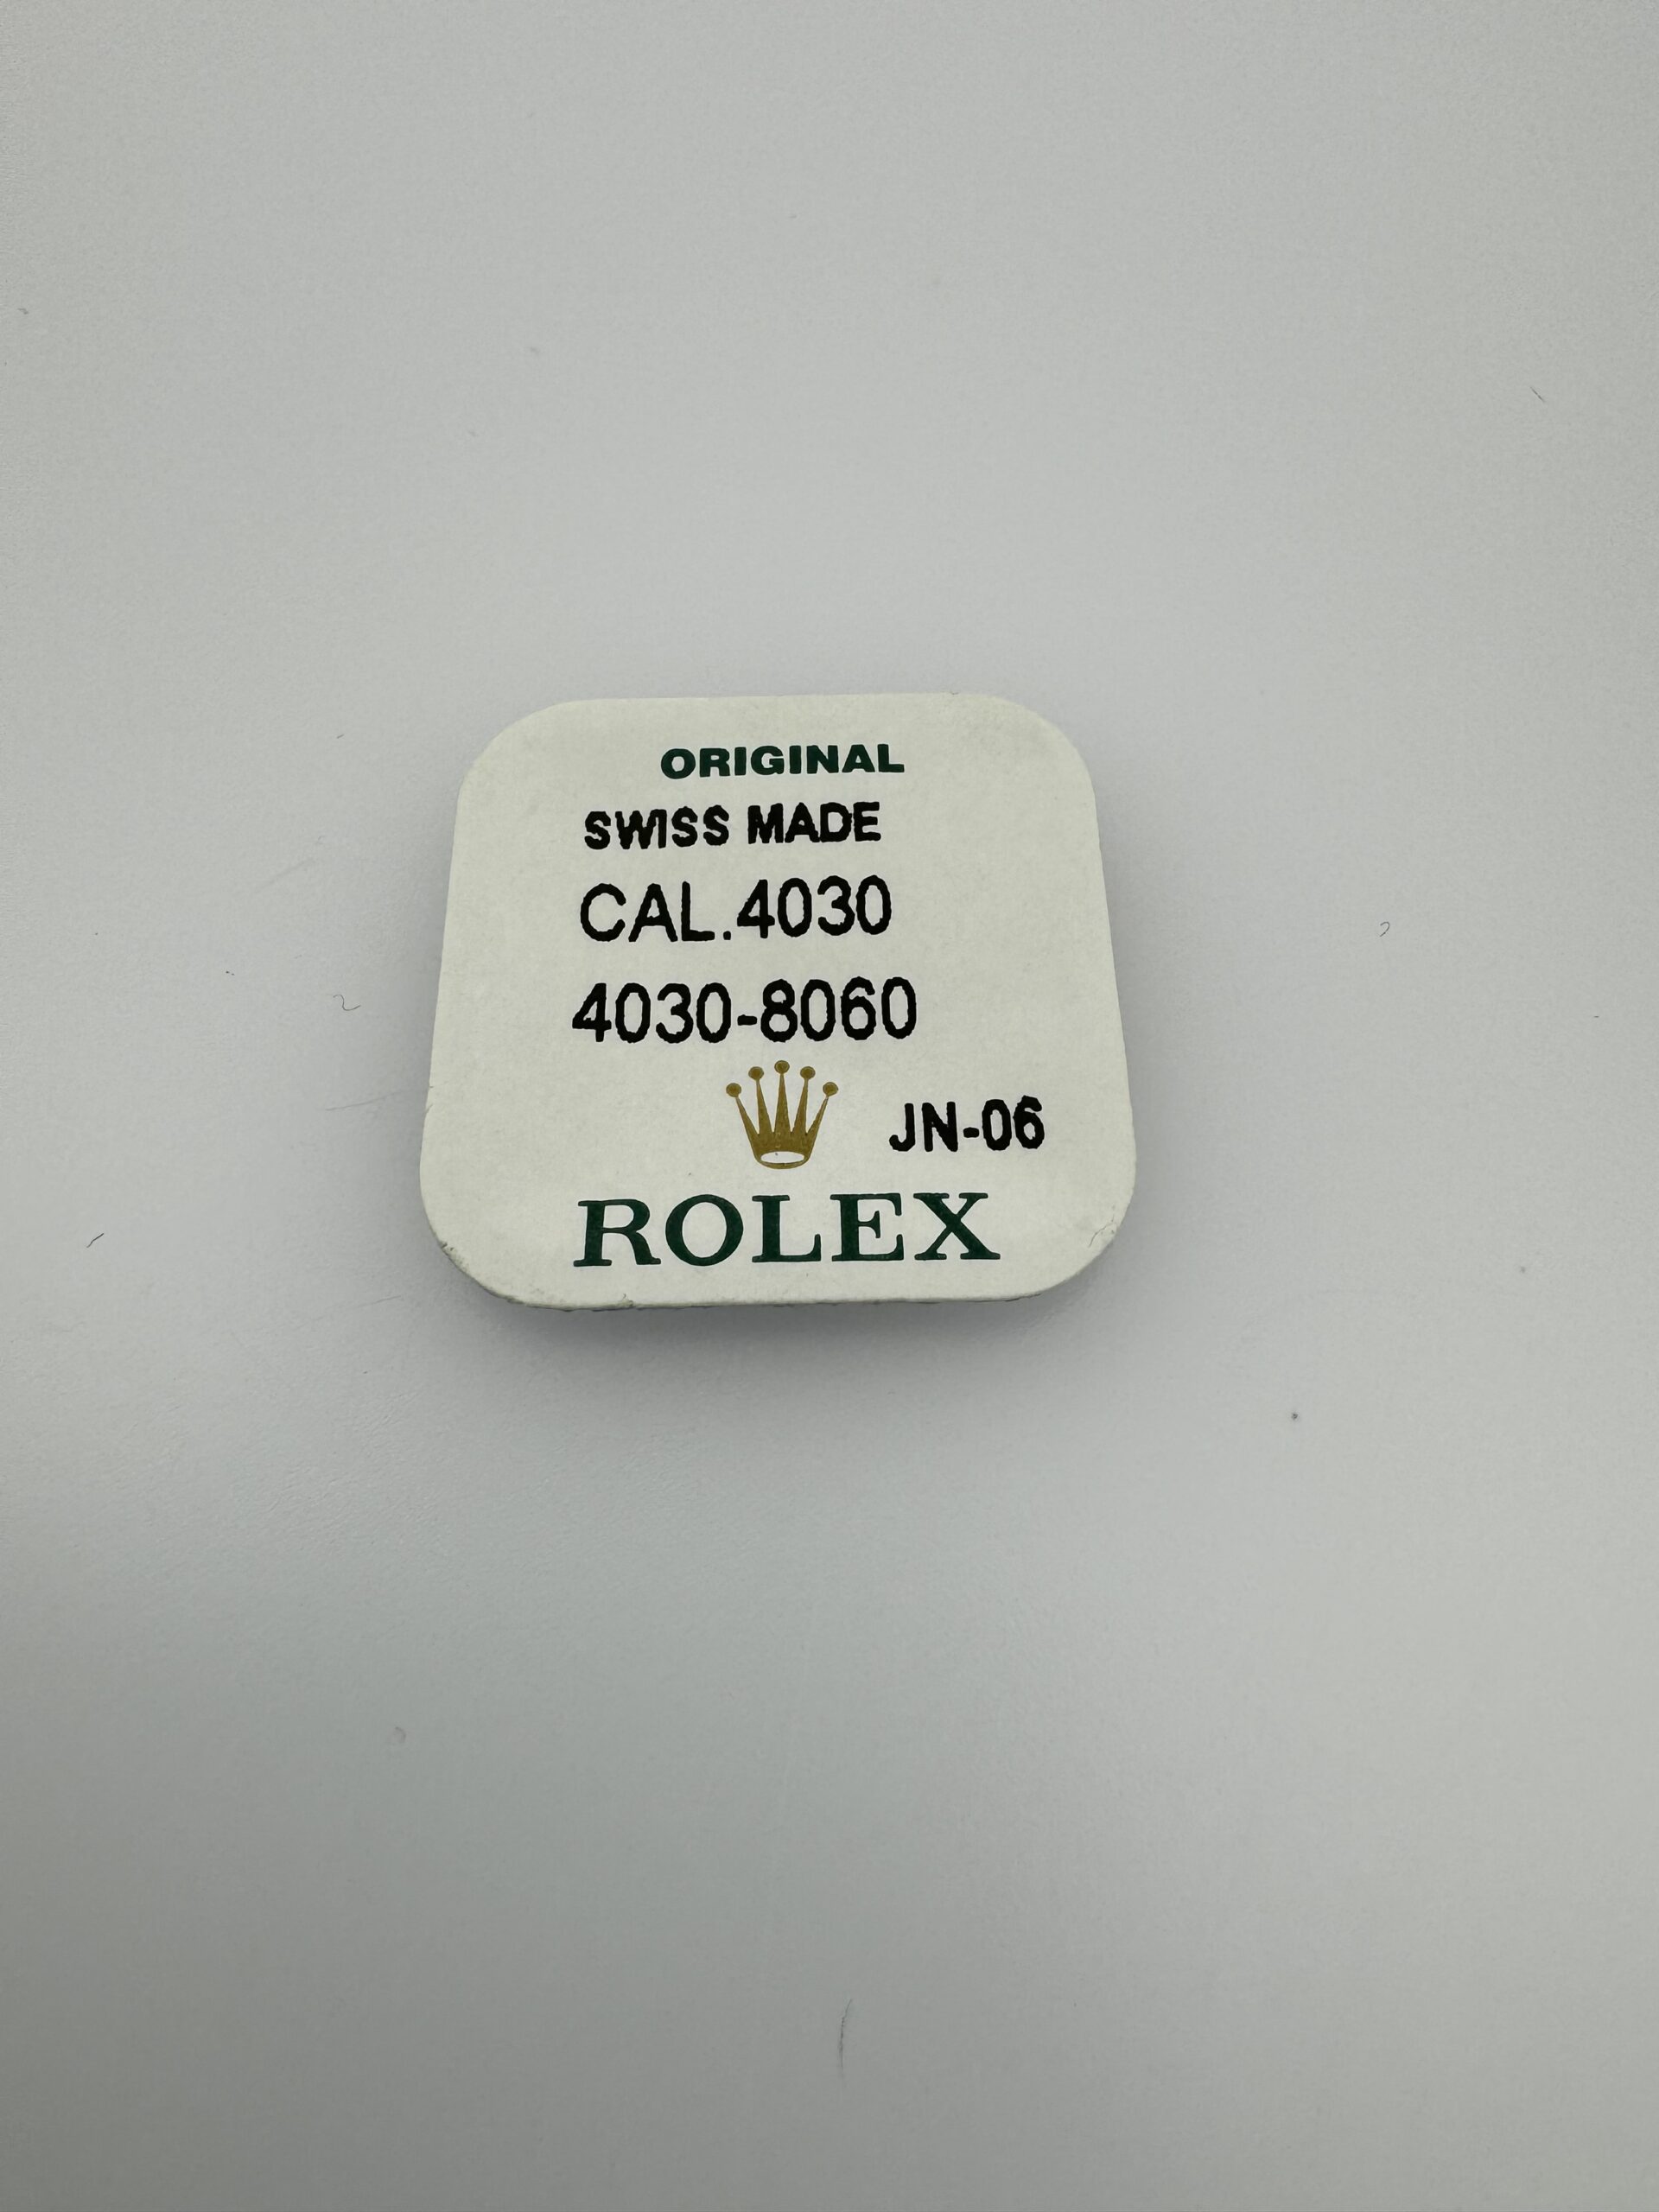 ORIGINAL
SWISS MADE
CAL.4030
4030-8060
JN-06
ROLEX